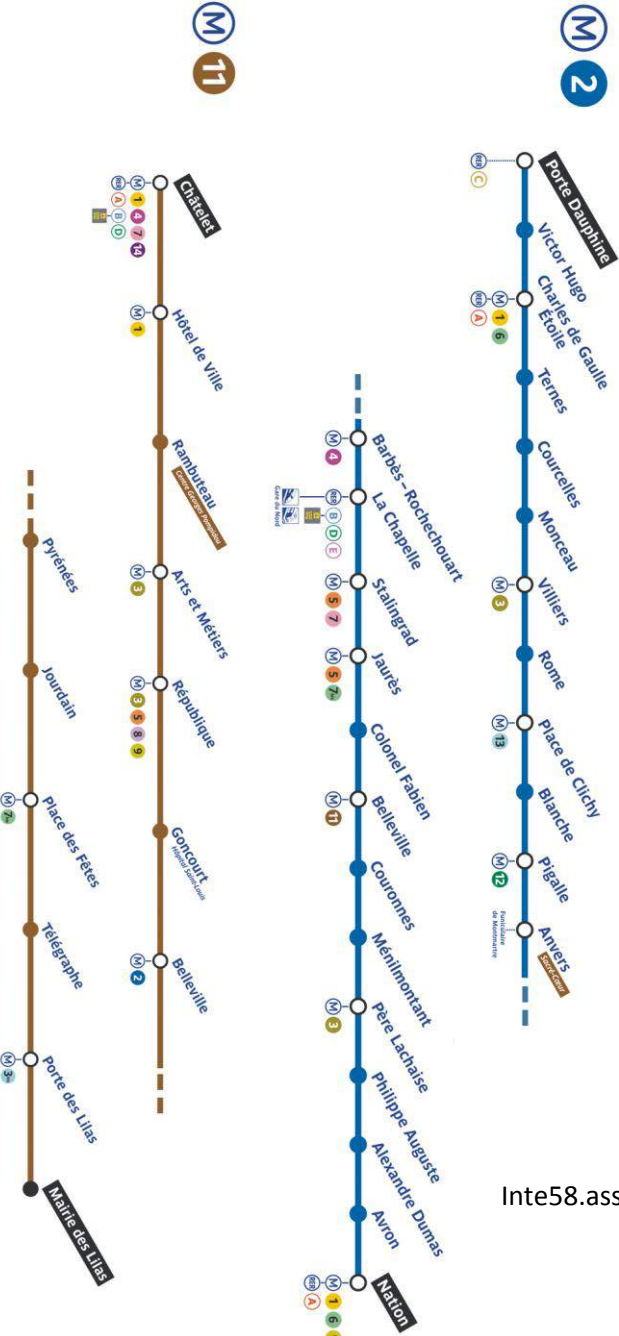 M 2
Porte Dauphine
RER C
Victor Hugo
Charles de Gaulle
Étoile
M 1 6
RER A
Ternes
Courcelles
Monceau
Villiers
M 3
Rome
Place de Clichy
M 13
Blanche
Pigalle
M 12
Anvers
Sacré-Cœur
Funiculaire
de Montmartre
Barbès – Rochechouart
M 4
La Chapelle
RER B D E
Gare du Nord
Stalingrad
M 5 7
Jaurès
M 5 7bis
Colonel Fabien
Belleville
M 11
Couronnes
Ménilmontant
Père Lachaise
M 3
Philippe Auguste
Alexandre Dumas
Avron
Nation
M 1 6
RER A
M 11
Châtelet
M 1 4 7 14
RER A B D
Hôtel de Ville
M 1
Rambuteau
Centre Georges Pompidou
Arts et Métiers
M 3
République
M 3 5 8 9
Goncourt
Hôpital Saint-Louis
Belleville
M 2
Pyrénées
Jourdain
Place des Fêtes
M 7bis
Télégraphe
Porte des Lilas
M 3bis
Mairie des Lilas
Inte58.ass